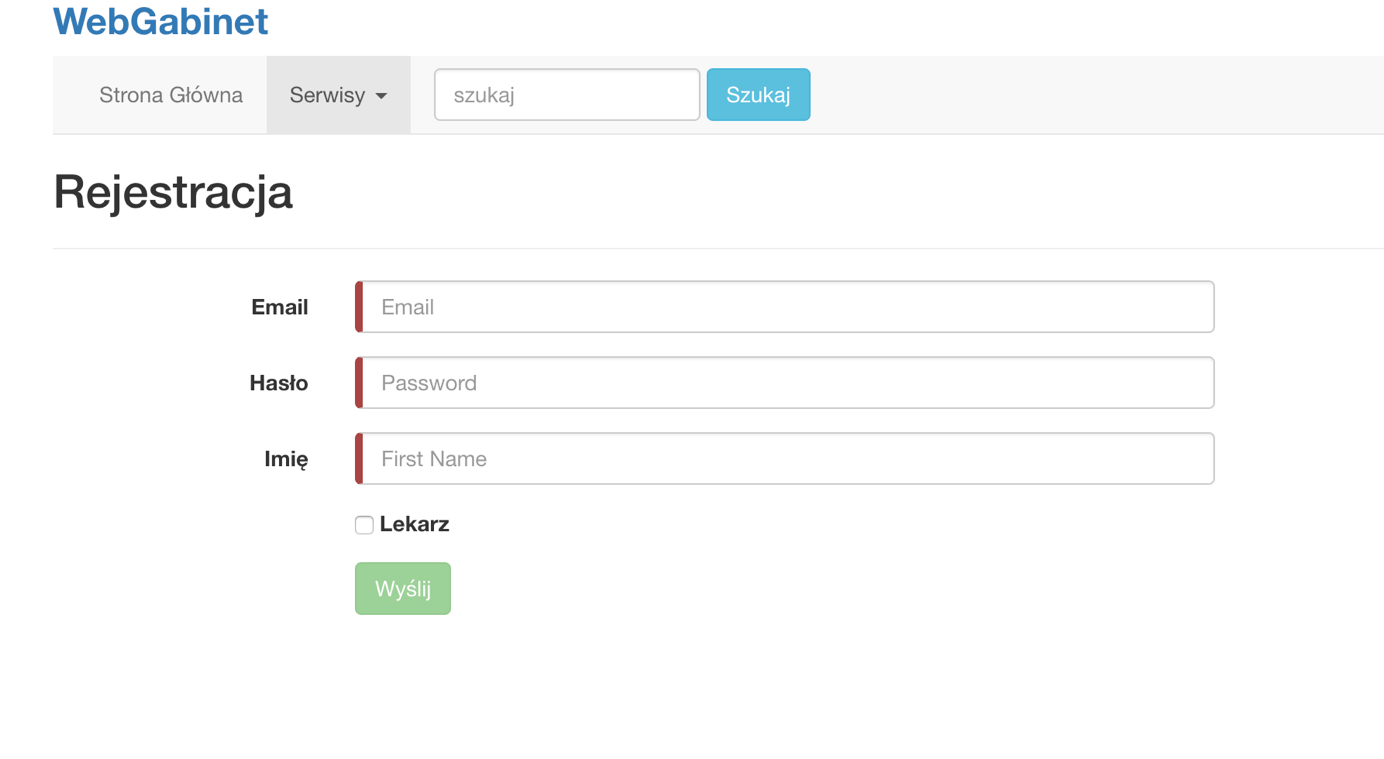 WebGabinet
Strona Główna Serwisy szukaj Szukaj
Rejestracja
Email Email
Hasło Password
Imię First Name
Lekarz
Wyślij